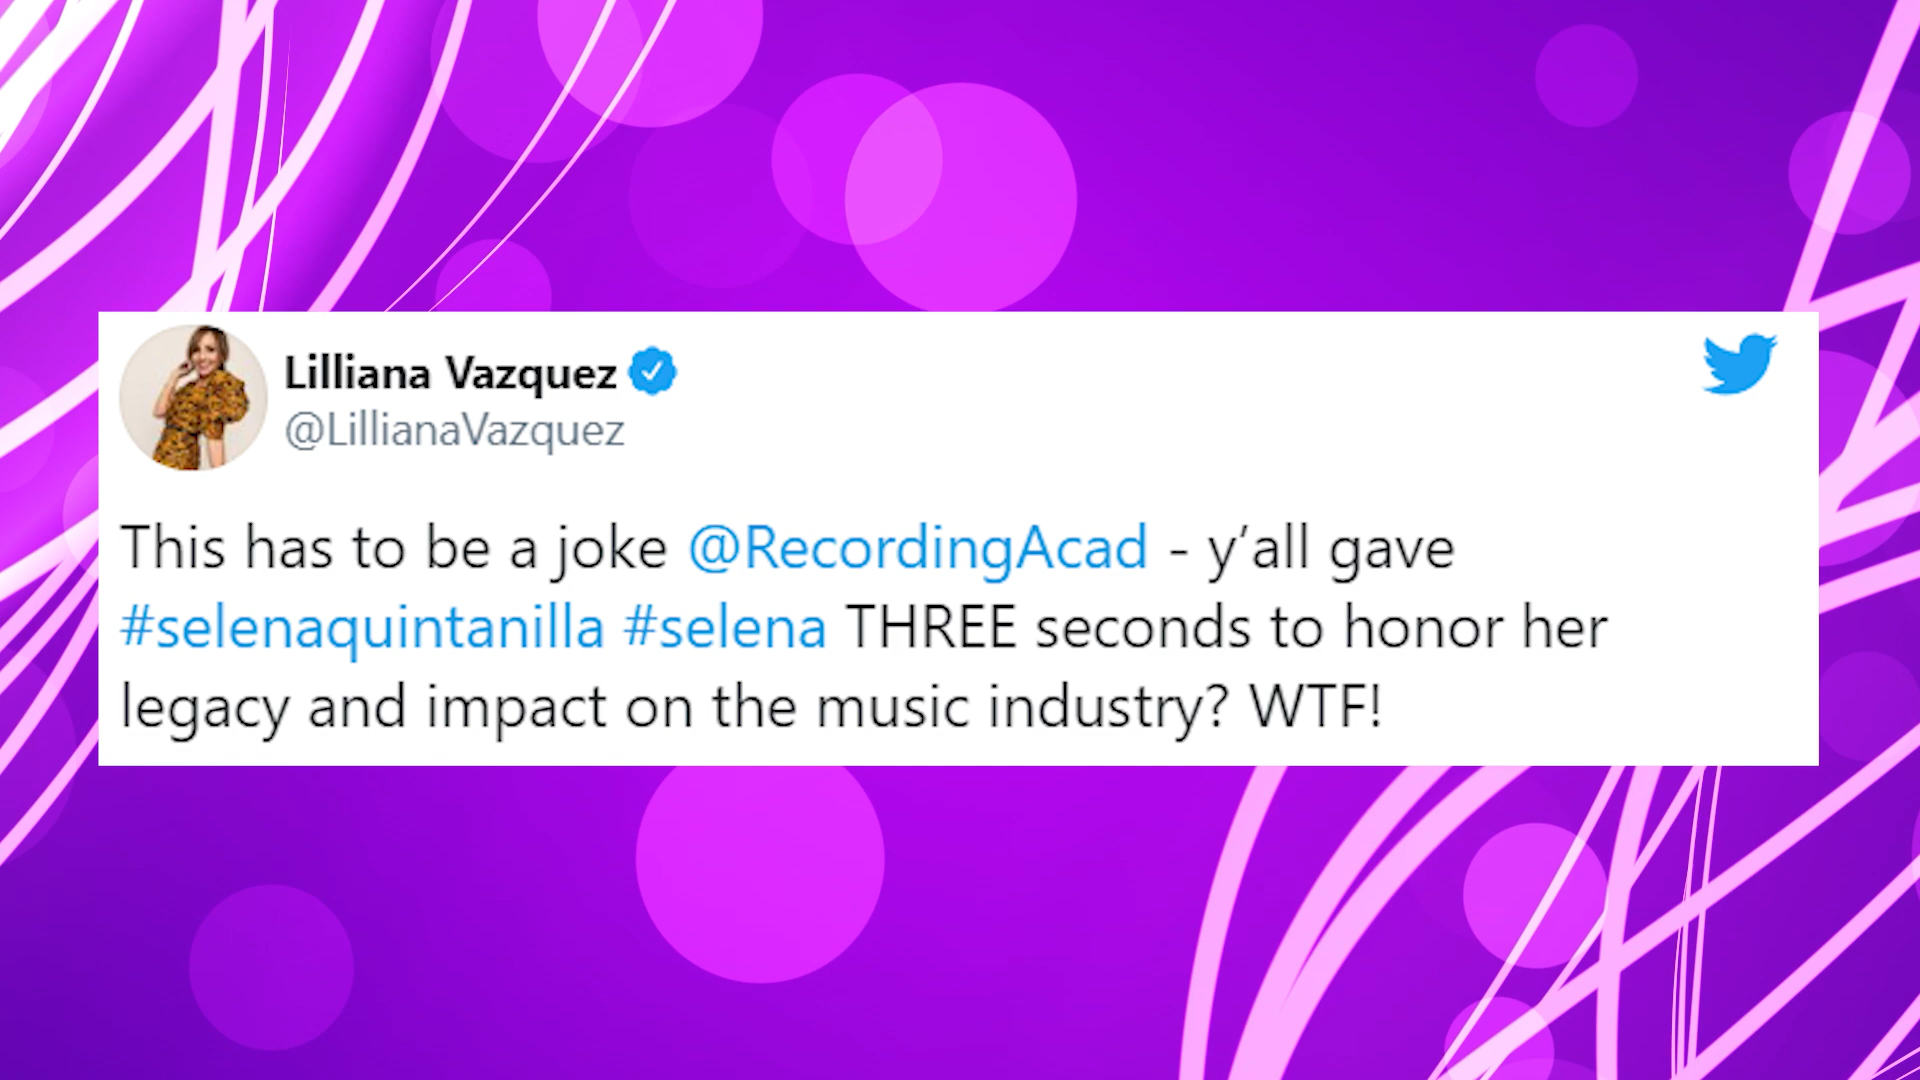 Lilliana Vazquez
@LillianaVazquez
This has to be a joke @RecordingAcad - y’all gave
#selenaquintanilla #selena THREE seconds to honor her
legacy and impact on the music industry? WTF!